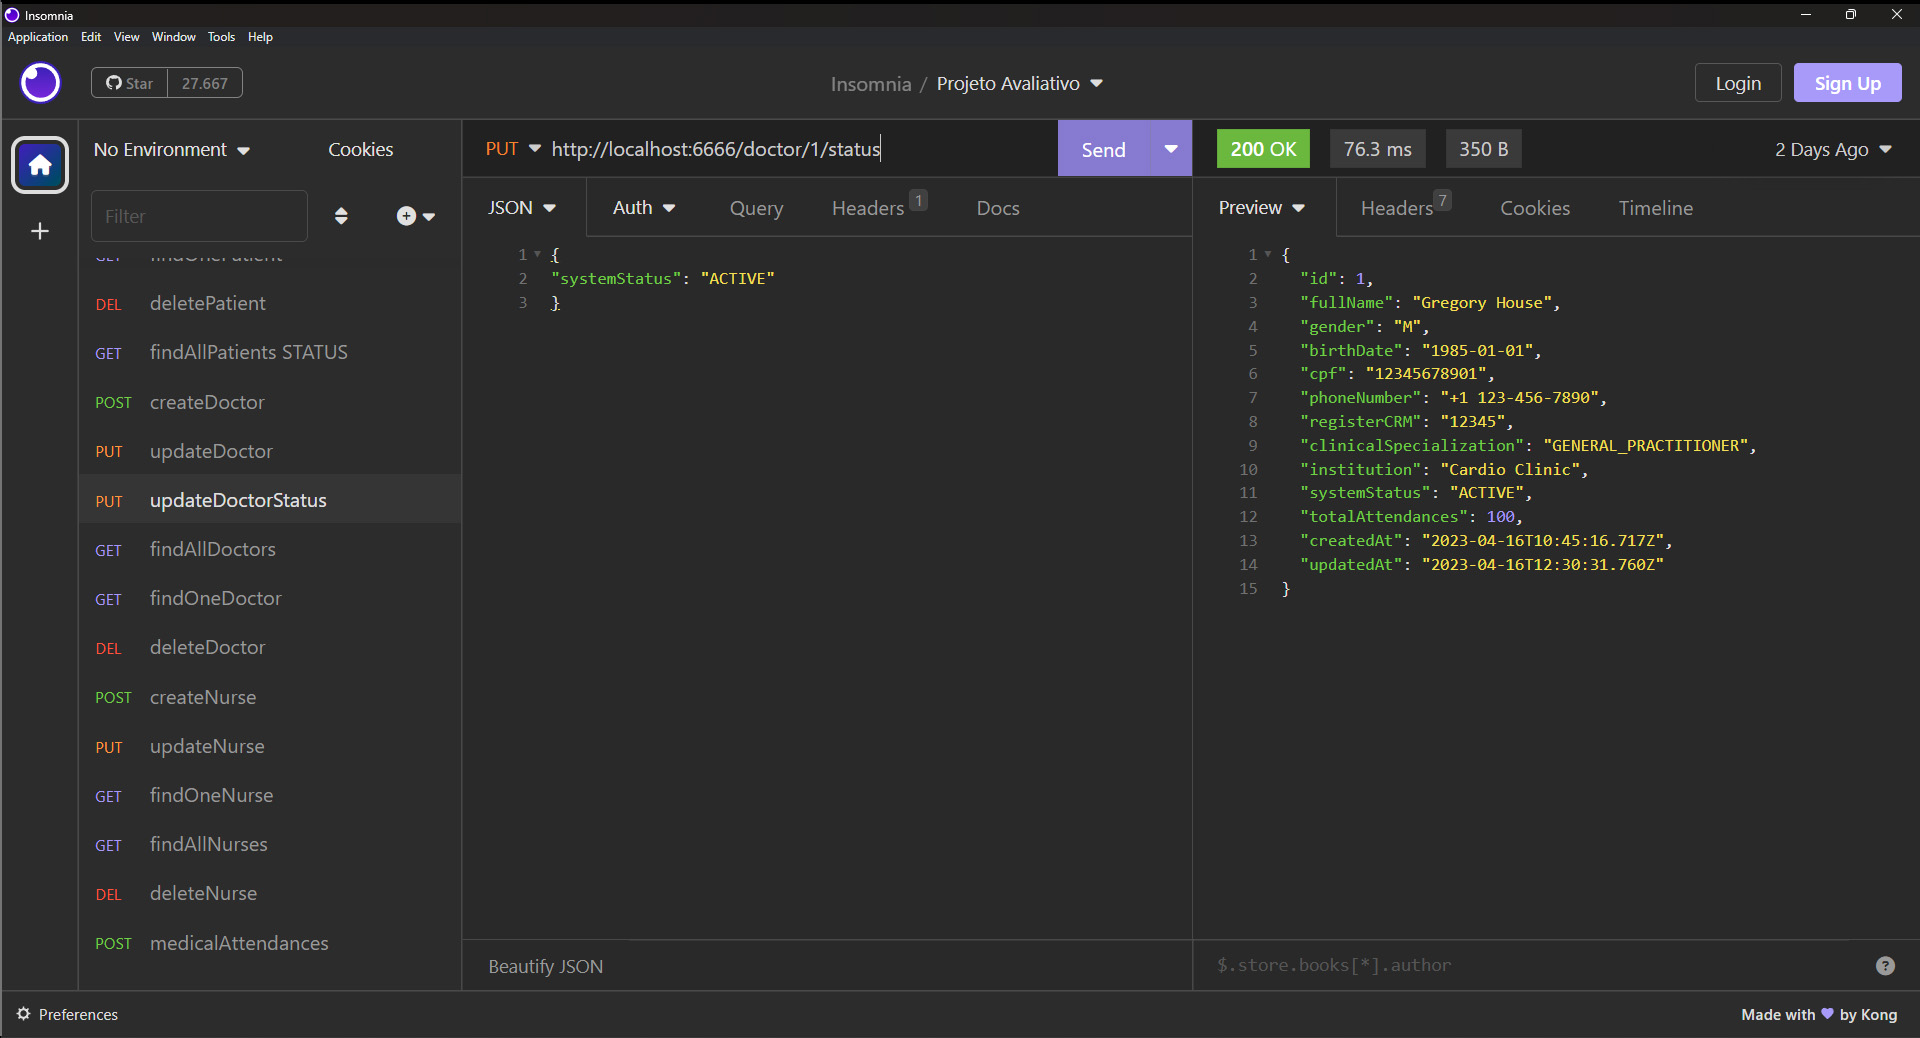 Insomnia
Application Edit View Window Tools Help
Star 27.667
Insomnia / Projeto Avaliativo
Login Sign Up
No Environment Cookies
Filter
GET findOnePatient
DEL deletePatient
GET findAllPatients STATUS
POST createDoctor
PUT updateDoctor
PUT updateDoctorStatus
GET findAllDoctors
GET findOneDoctor
DEL deleteDoctor
POST createNurse
PUT updateNurse
GET findOneNurse
GET findAllNurses
DEL deleteNurse
POST medicalAttendances
PUT http://localhost:6666/doctor/1/status Send
JSON Auth Query Headers 1 Docs
1 {
2 "systemStatus": "ACTIVE"
3 }
Beautify JSON
200 OK 76.3 ms 350 B 2 Days Ago
Preview Headers 7 Cookies Timeline
1 {
2 "id": 1,
3 "fullName": "Gregory House",
4 "gender": "M",
5 "birthDate": "1985-01-01",
6 "cpf": "12345678901",
7 "phoneNumber": "+1 123-456-7890",
8 "registerCRM": "12345",
9 "clinicalSpecialization": "GENERAL_PRACTITIONER",
10 "institution": "Cardio Clinic",
11 "systemStatus": "ACTIVE",
12 "totalAttendances": 100,
13 "createdAt": "2023-04-16T10:45:16.717Z",
14 "updatedAt": "2023-04-16T12:30:31.760Z"
15 }
$.store.books[*].author
Preferences
Made with 💜 by Kong